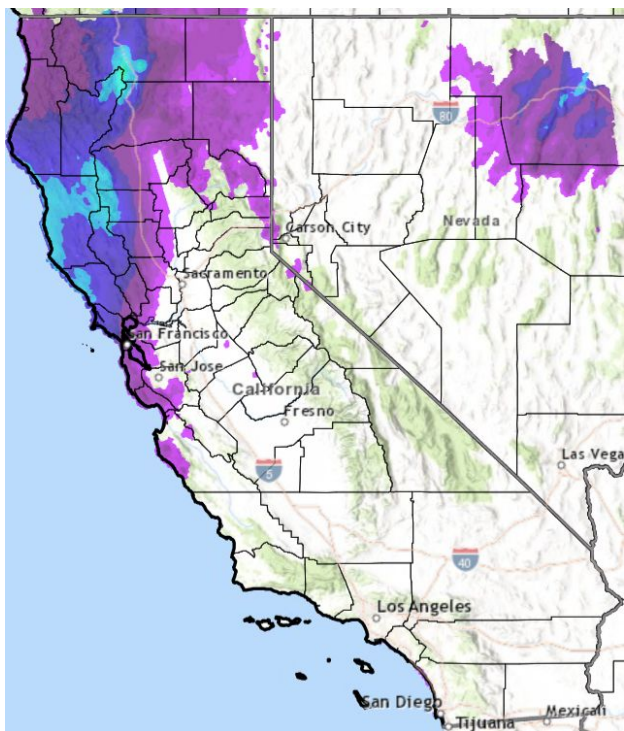 80
Carson City
Nevada
Sacramento
San Francisco
San Jose
California
Fresno
5
Las Vega
40
Los Angeles
San Diego
Mexicali
Tijuana